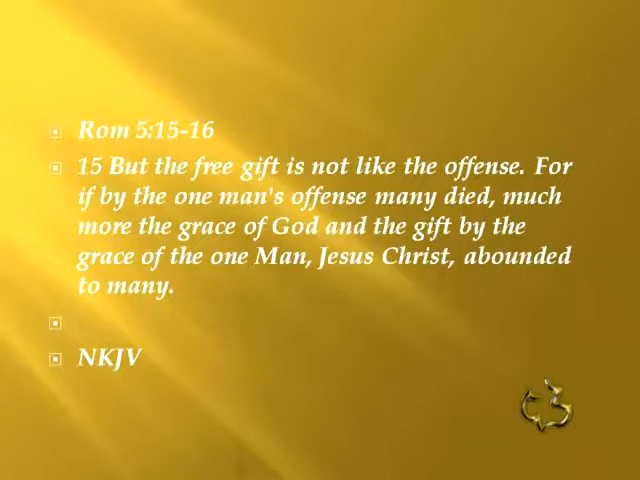 Rom 5:15-16
15 But the free gift is not like the offense. For
if by the one man's offense many died, much
more the grace of God and the gift by the
grace of the one Man, Jesus Christ, abounded
to many.
NKJV